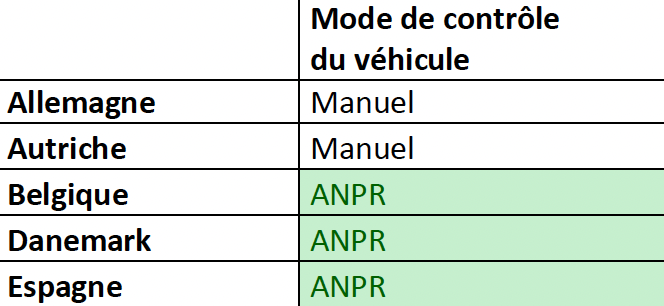 Mode de contrôle
du véhicule
Allemagne Manuel
Autriche Manuel
Belgique ANPR
Danemark ANPR
Espagne ANPR